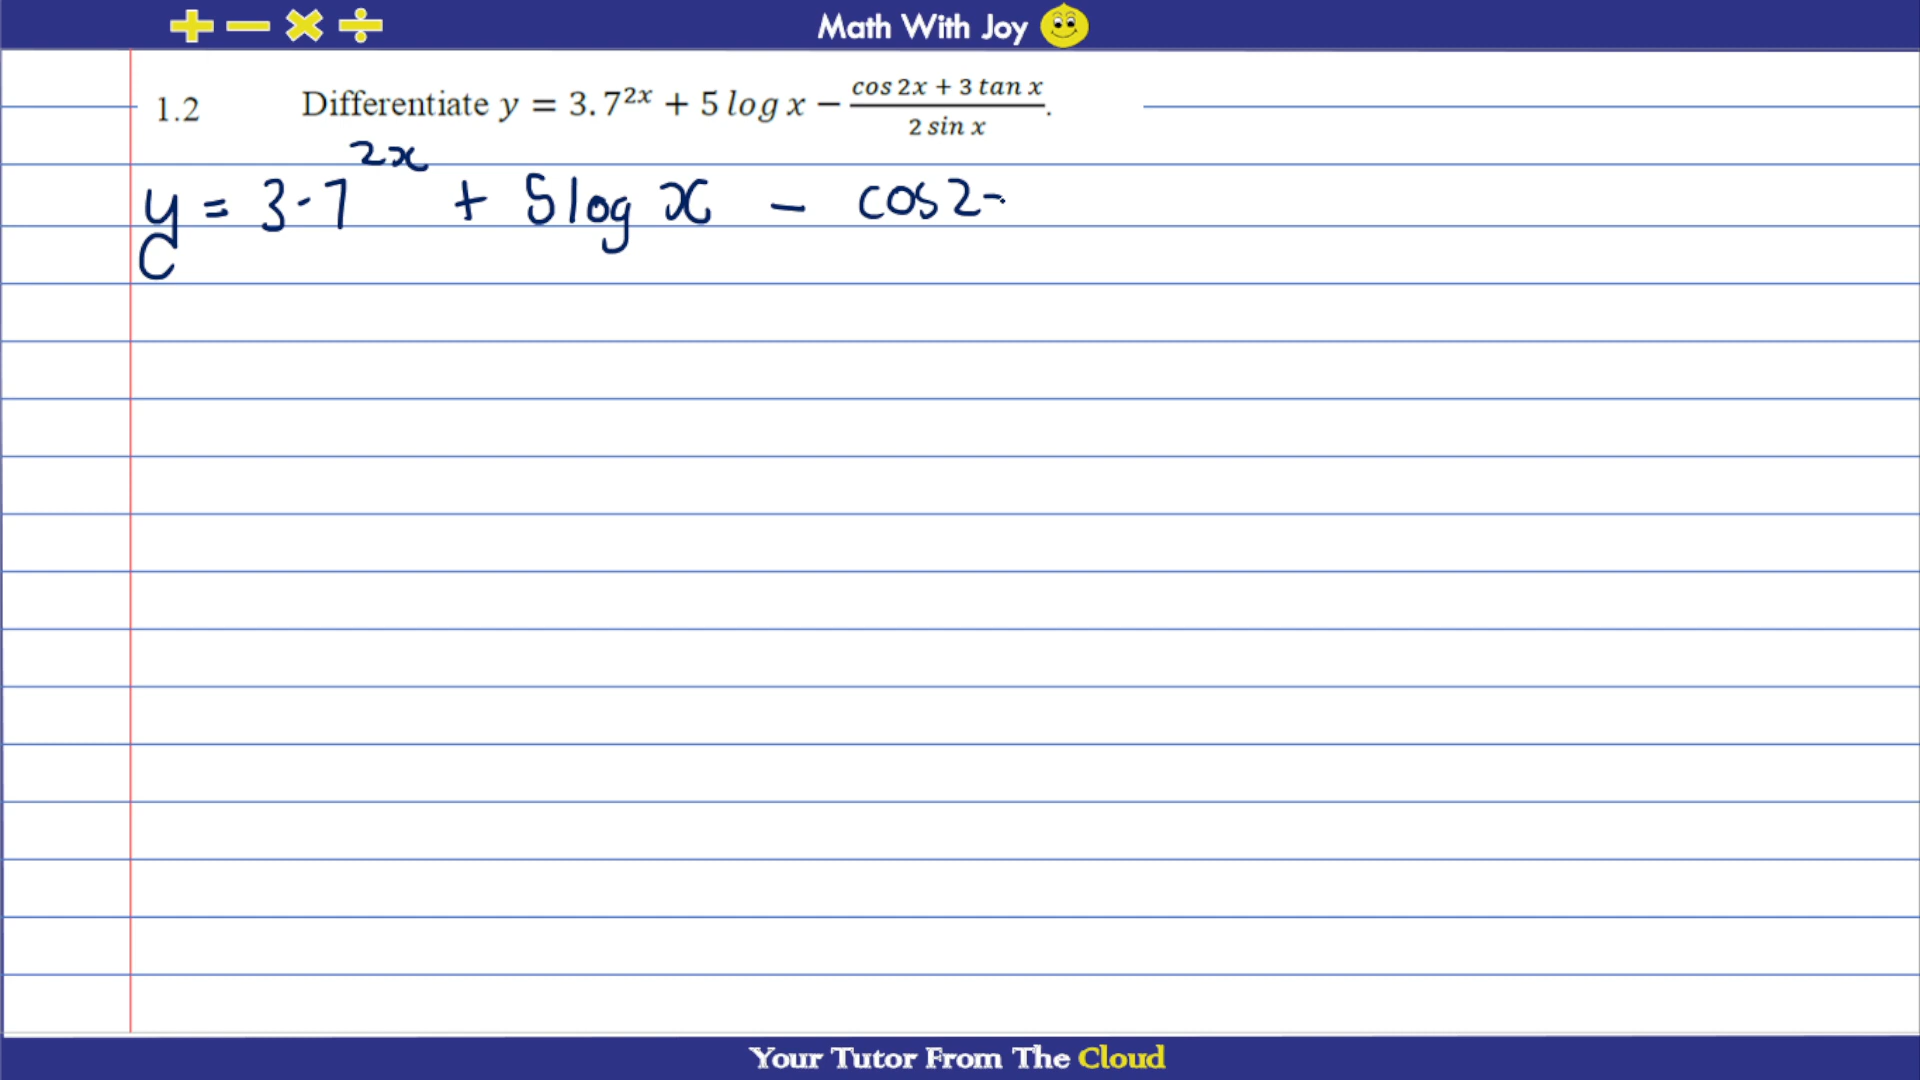 Math With Joy
1.2 Differentiate y = 3.7^{2x} + 5 log x − \frac{cos 2x + 3 tan x}{2 sin x}.
y = 3·7^{2x} + 5 log x − cos 2
C
Your Tutor From The Cloud